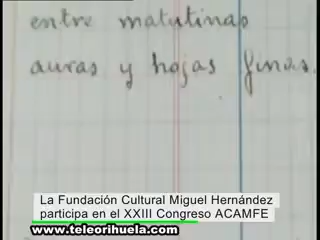 entre matutinas
auras y hojas finas.
La Fundación Cultural Miguel Hernández
participa en el XXIII Congreso ACAMFE
www.teleorihuela.com